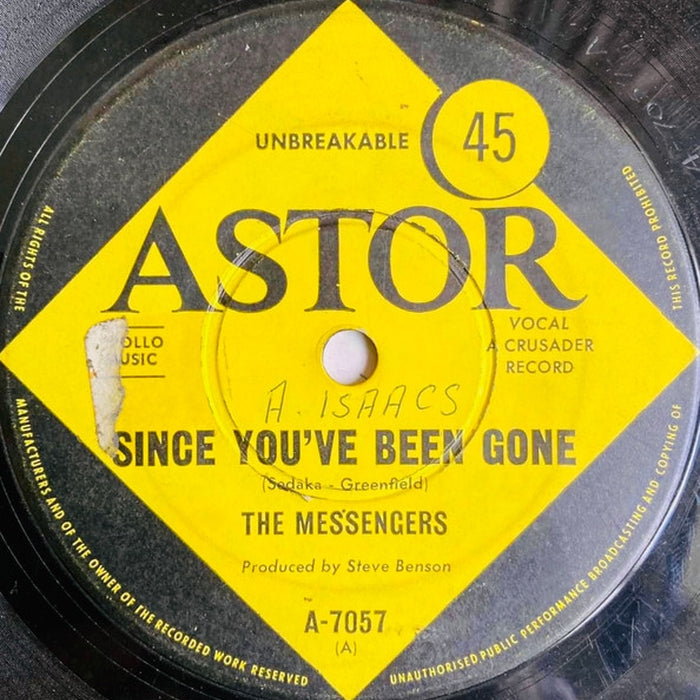 UNBREAKABLE 45
ASTOR
MUSIC
VOCAL
A CRUSADER
RECORD
A. ISAACS
SINCE YOU'VE BEEN GONE
(Sedaka - Greenfield)
THE MESSENGERS
Produced by Steve Benson
A-7057
(A)
ALL RIGHTS OF THE
MANUFACTURERS AND OF THE OWNER OF THE RECORDED WORK RESERVED
UNAUTHORISED PUBLIC PERFORMANCE BROADCASTING AND COPYING OF
THIS RECORD PROHIBITED